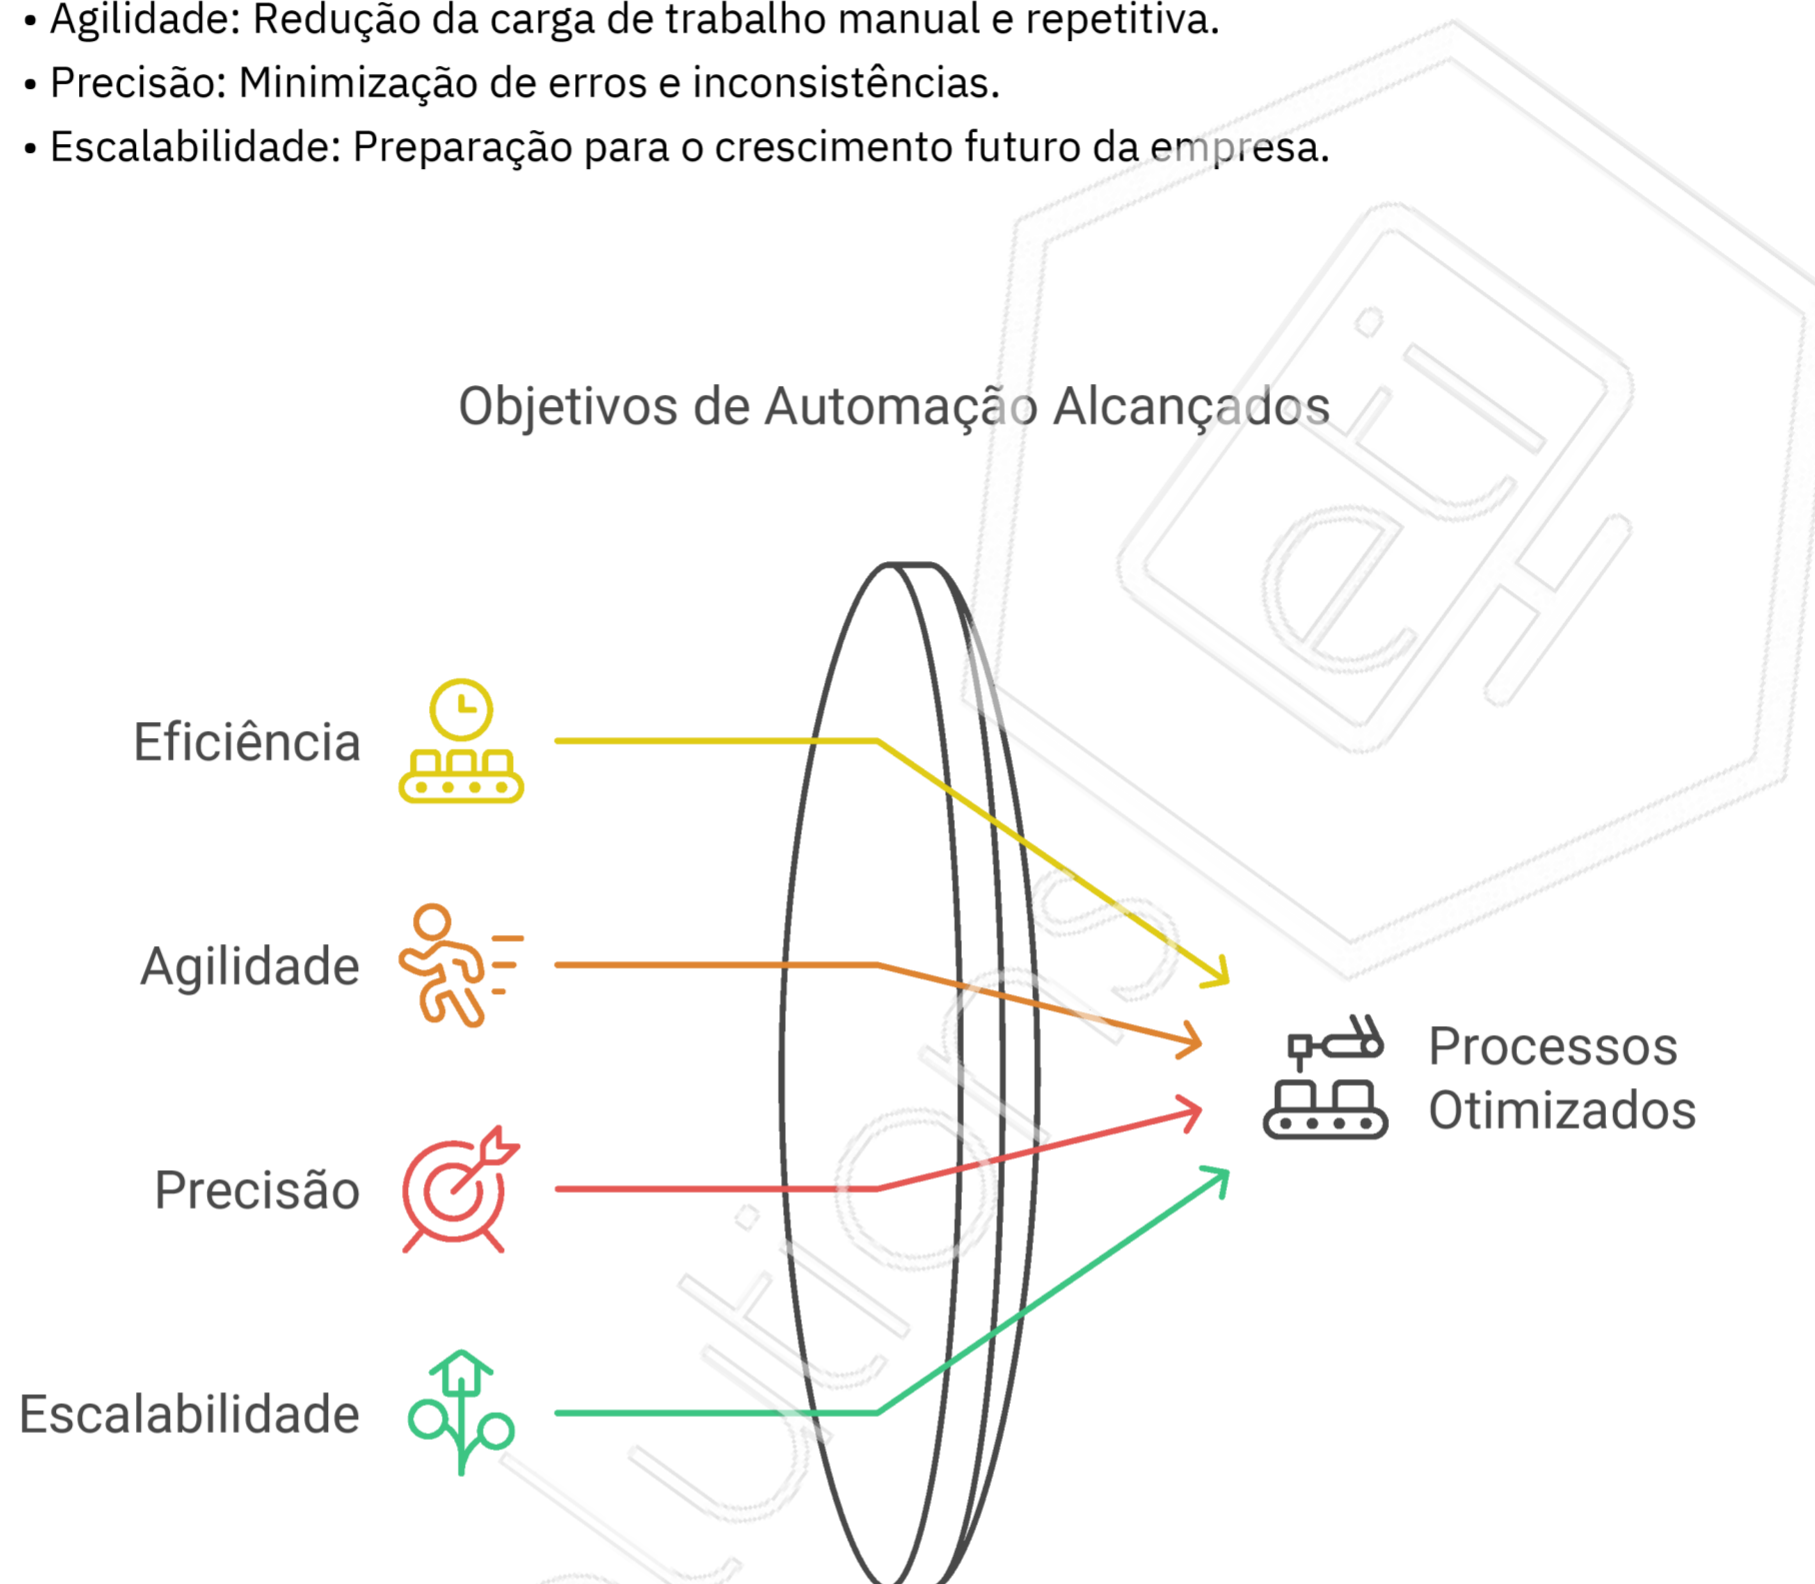 • Agilidade: Redução da carga de trabalho manual e repetitiva.
• Precisão: Minimização de erros e inconsistências.
• Escalabilidade: Preparação para o crescimento futuro da empresa.
Objetivos de Automação Alcançados
Eficiência
Agilidade
Processos
Otimizados
Precisão
Escalabilidade